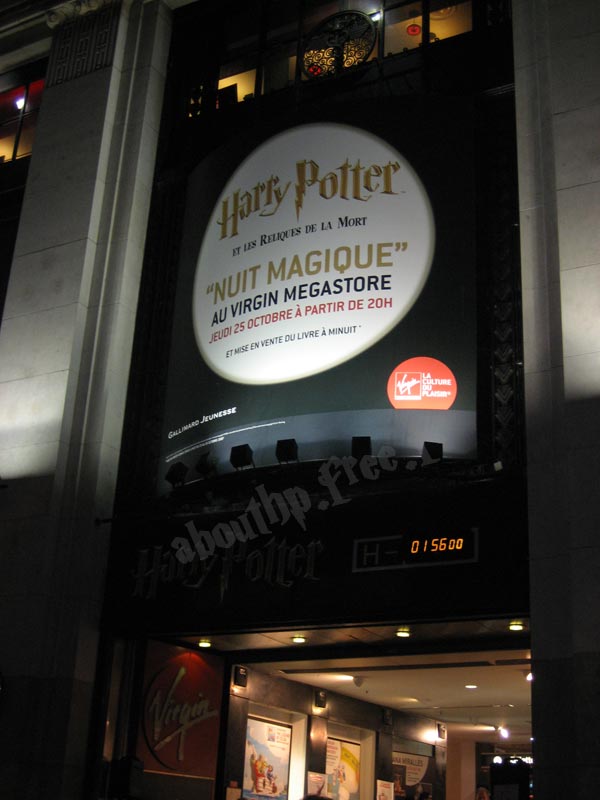 Harry Potter™
ET LES RELIQUES DE LA MORT
"NUIT MAGIQUE"
AU VIRGIN MEGASTORE
JEUDI 25 OCTOBRE À PARTIR DE 20H
ET MISE EN VENTE DU LIVRE À MINUIT *
Virgin
LA
CULTURE
DU
PLAISIR
GALLIMARD JEUNESSE
abouthp.free.
Harry Potter
H- 015600
Virgin